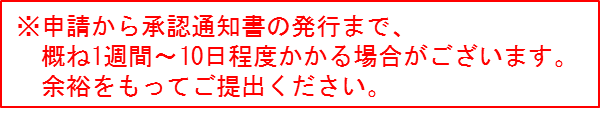 ※申請から承認通知書の発行まで、
概ね1週間～10日程度かかる場合がございます。
余裕をもってご提出ください。